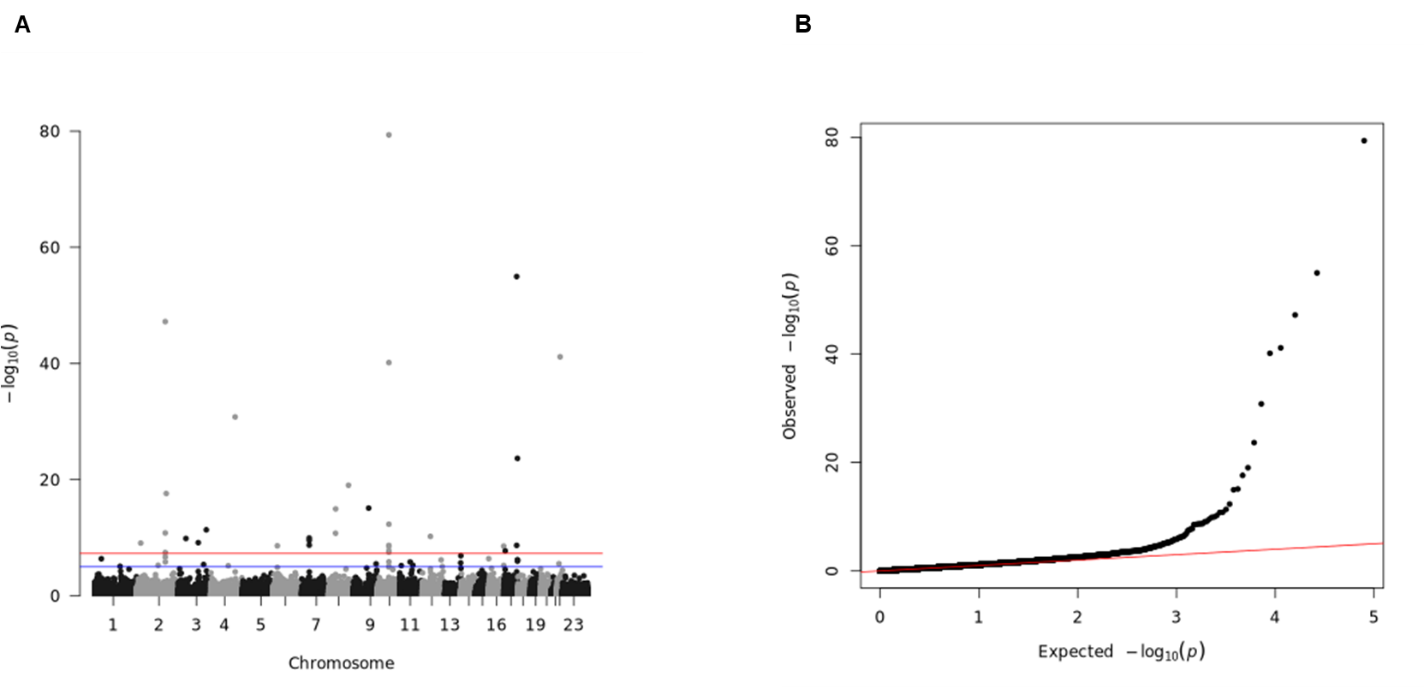 A
B
80
60
40
20
0
−log10(p)
1 2 3 4 5 7 9 11 13 16 19 23
Chromosome
80
60
40
20
0
Observed −log10(p)
0 1 2 3 4 5
Expected −log10(p)